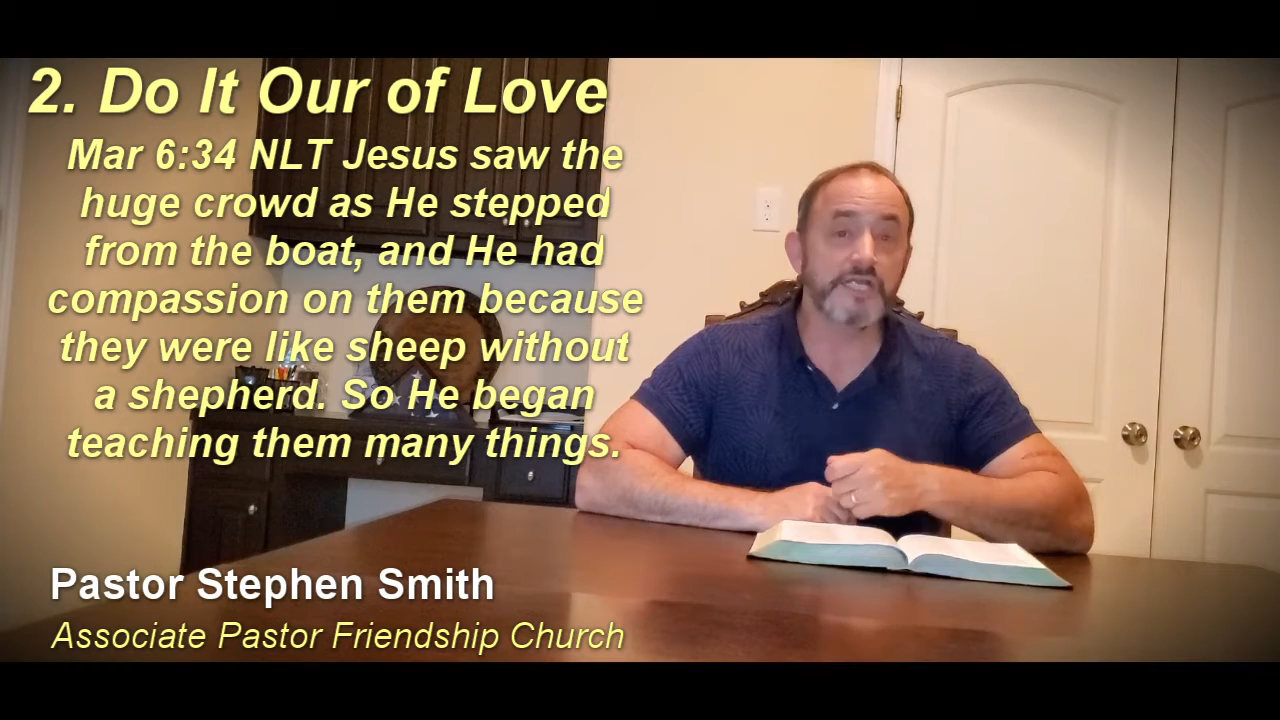 2. Do It Our of Love
Mar 6:34 NLT Jesus saw the
huge crowd as He stepped
from the boat, and He had
compassion on them because
they were like sheep without
a shepherd. So He began
teaching them many things.
Pastor Stephen Smith
Associate Pastor Friendship Church